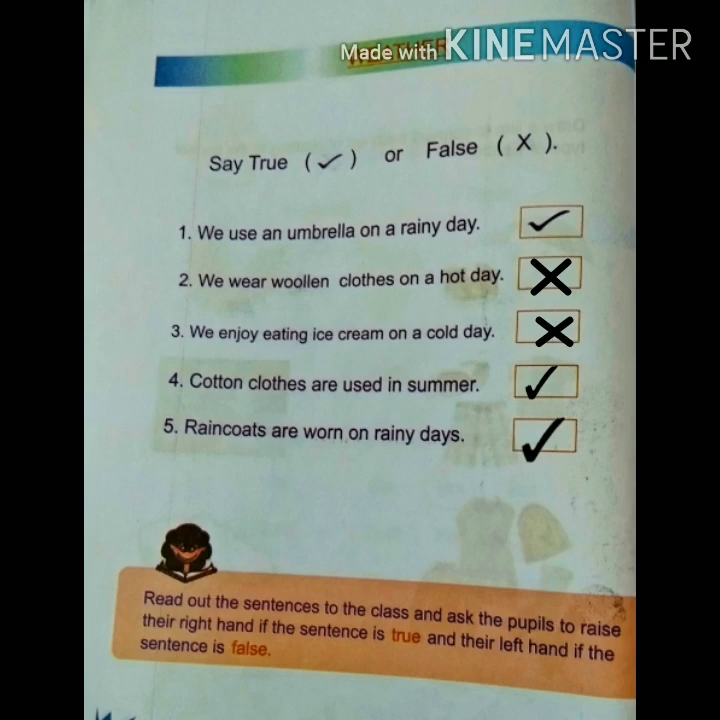 Made with KINEMASTER
WEATHER
Say True ( ✓ ) or False ( X ).
1. We use an umbrella on a rainy day. ✓
2. We wear woollen clothes on a hot day. X
3. We enjoy eating ice cream on a cold day. X
4. Cotton clothes are used in summer. ✓
5. Raincoats are worn on rainy days. ✓
Read out the sentences to the class and ask the pupils to raise
their right hand if the sentence is true and their left hand if the
sentence is false.